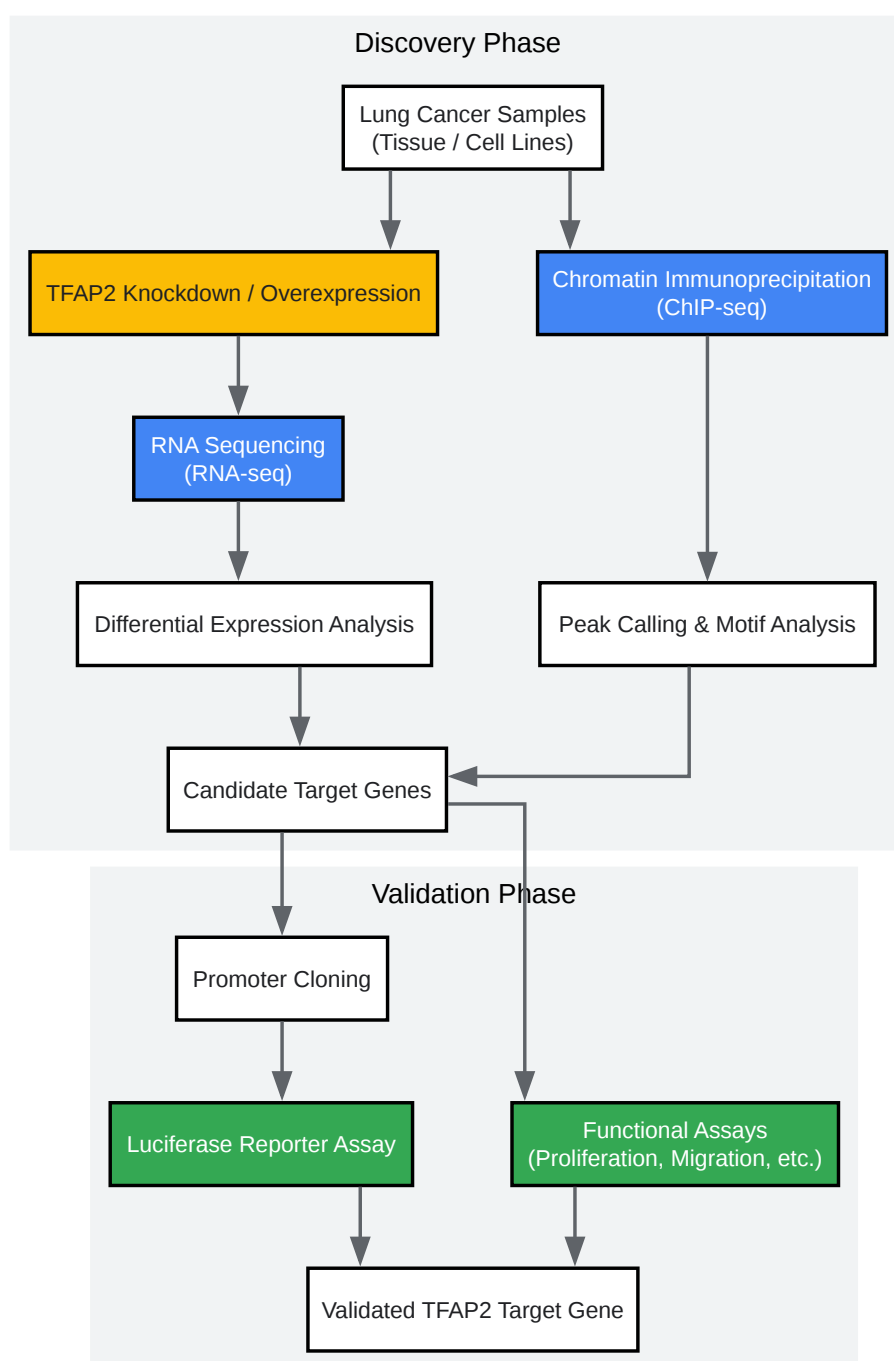 Discovery Phase
Lung Cancer Samples
(Tissue / Cell Lines)
TFAP2 Knockdown / Overexpression
Chromatin Immunoprecipitation
(ChIP-seq)
RNA Sequencing
(RNA-seq)
Differential Expression Analysis
Peak Calling & Motif Analysis
Candidate Target Genes
Validation Phase
Promoter Cloning
Luciferase Reporter Assay
Functional Assays
(Proliferation, Migration, etc.)
Validated TFAP2 Target Gene